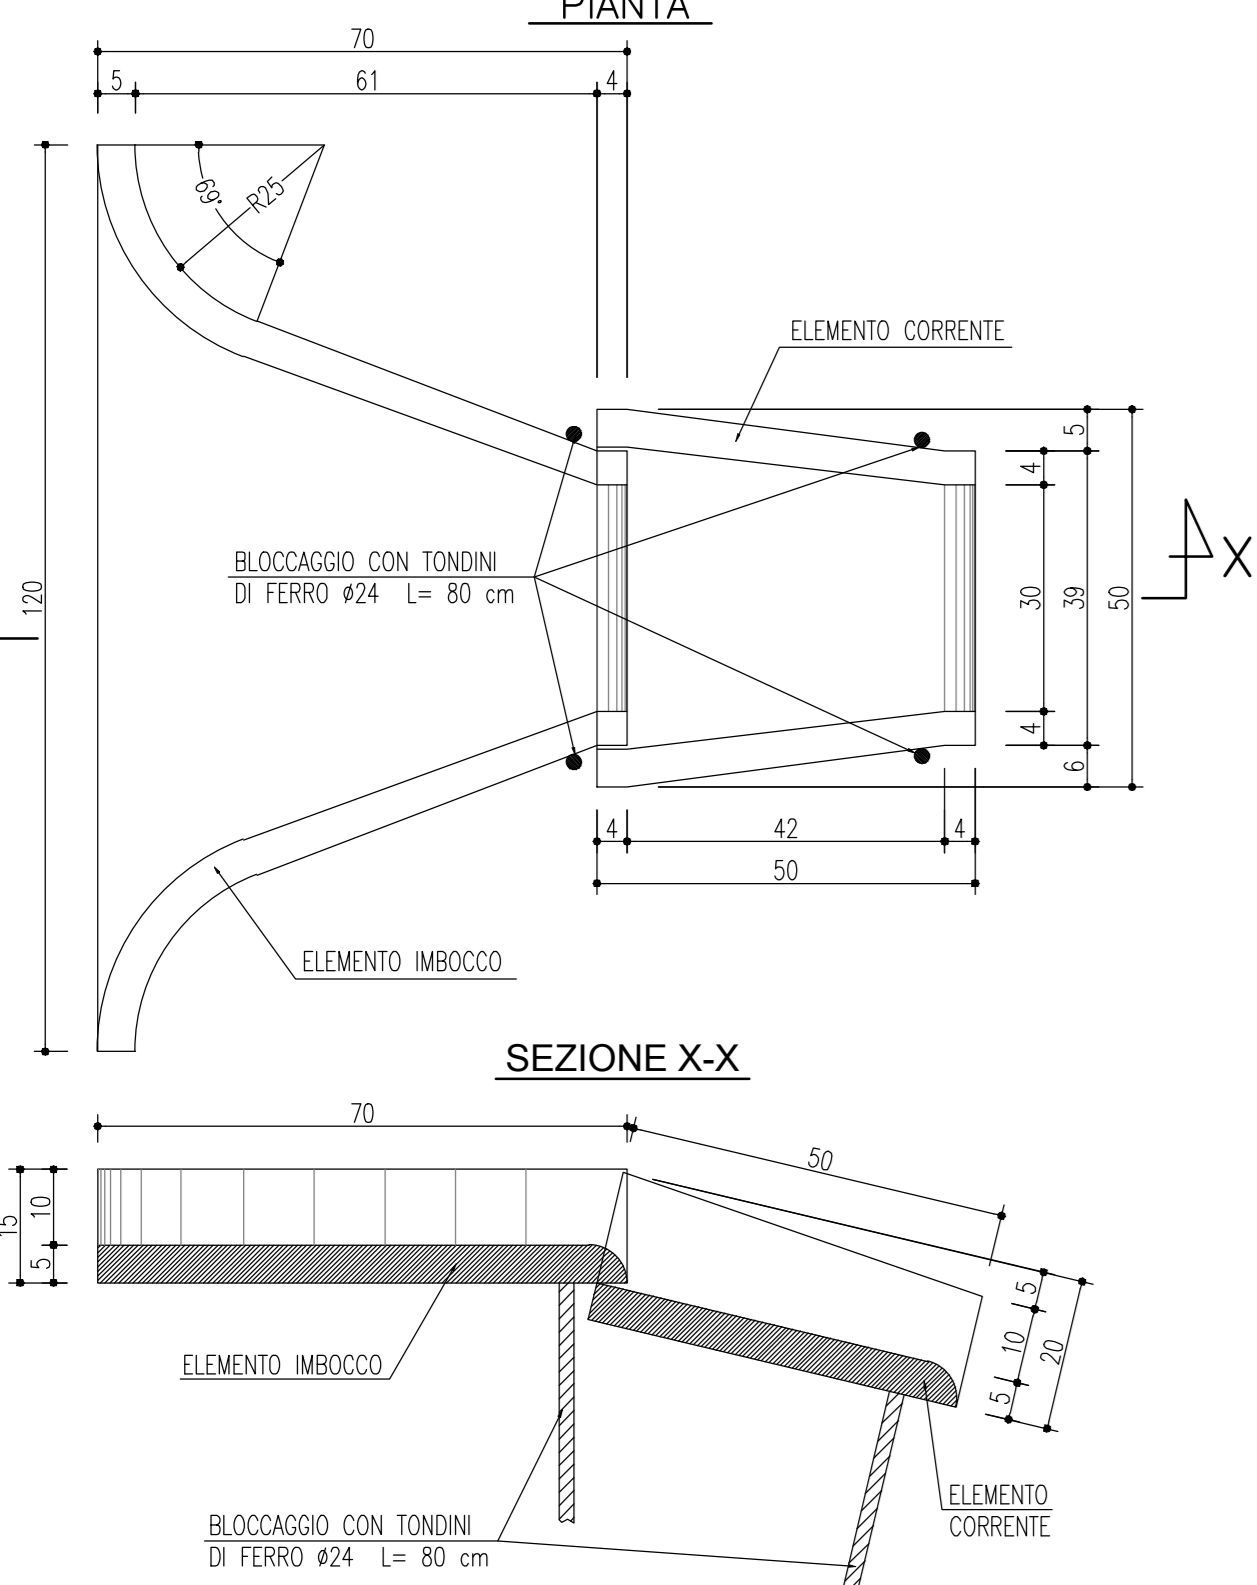 PIANTA
70
5 61 4
69°
R25
ELEMENTO CORRENTE
5
4
BLOCCAGGIO CON TONDINI
DI FERRO ø24 L= 80 cm
120
30
39
50
X
4
6
4 42 4
50
ELEMENTO IMBOCCO
SEZIONE X-X
70
50
15
10
5
5
10
20
5
ELEMENTO IMBOCCO
ELEMENTO
CORRENTE
BLOCCAGGIO CON TONDINI
DI FERRO ø24 L= 80 cm